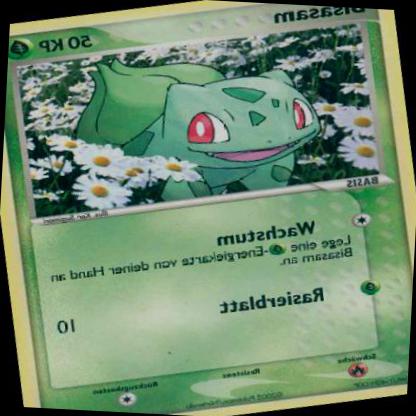 Bisasam 50 KP
BASIS
Wachstum
Lege eine -Energiekarte von deiner Hand an
Bisasam an.
Rasierblatt 10
Schwäche Resistenz Rückzugskosten